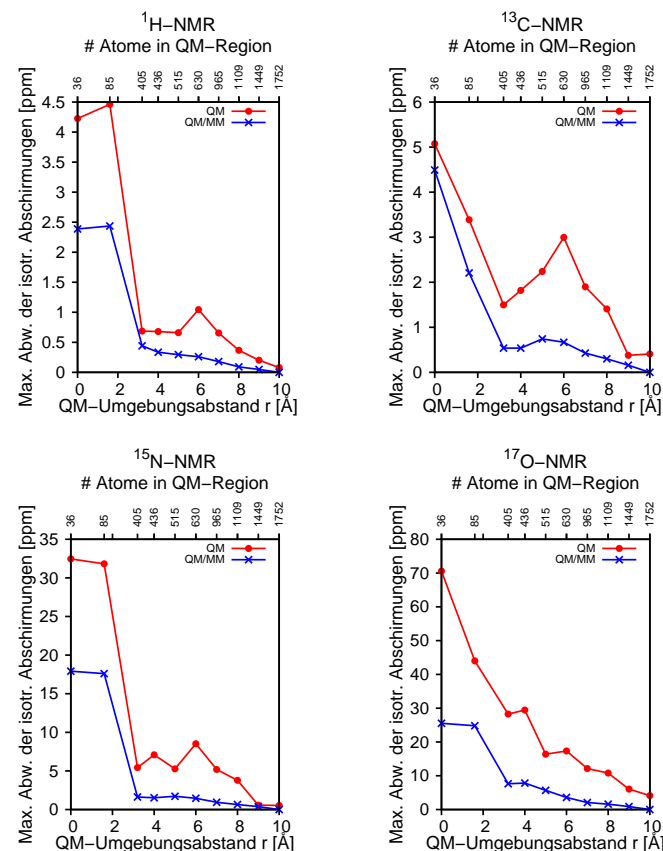 ¹H–NMR
# Atome in QM–Region
36 85 405 436 515 630 965 1109 1449 1752
Max. Abw. der isotr. Abschirmungen [ppm]
4.5
4
3.5
3
2.5
2
1.5
1
0.5
0
QM
QM/MM
0 2 4 6 8 10
QM–Umgebungsabstand r [Å]
¹³C–NMR
# Atome in QM–Region
36 85 405 436 515 630 965 1109 1449 1752
Max. Abw. der isotr. Abschirmungen [ppm]
6
5
4
3
2
1
0
QM
QM/MM
0 2 4 6 8 10
QM–Umgebungsabstand r [Å]
¹⁵N–NMR
# Atome in QM–Region
36 85 405 436 515 630 965 1109 1449 1752
Max. Abw. der isotr. Abschirmungen [ppm]
35
30
25
20
15
10
5
0
QM
QM/MM
0 2 4 6 8 10
QM–Umgebungsabstand r [Å]
¹⁷O–NMR
# Atome in QM–Region
36 85 405 436 515 630 965 1109 1449 1752
Max. Abw. der isotr. Abschirmungen [ppm]
80
70
60
50
40
30
20
10
0
QM
QM/MM
0 2 4 6 8 10
QM–Umgebungsabstand r [Å]